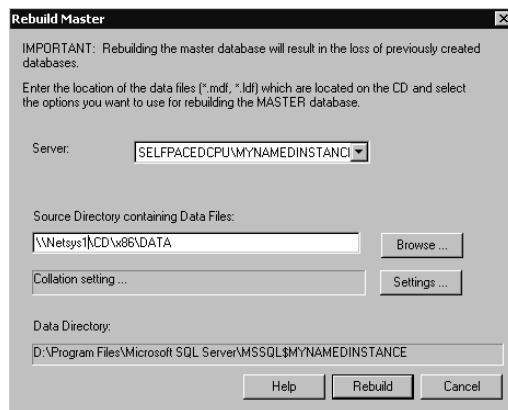 Rebuild Master
IMPORTANT: Rebuilding the master database will result in the loss of previously created
databases.
Enter the location of the data files (*.mdf, *.ldf) which are located on the CD and select
the options you want to use for rebuilding the MASTER database.
Server:
SELFPACEDCPU\MYNAMEDINSTANCI
Source Directory containing Data Files:
\\Netsys1\CD\x86\DATA
Browse ...
Collation setting ...
Settings ...
Data Directory:
D:\Program Files\Microsoft SQL Server\MSSQL$MYNAMEDINSTANCE
Help
Rebuild
Cancel